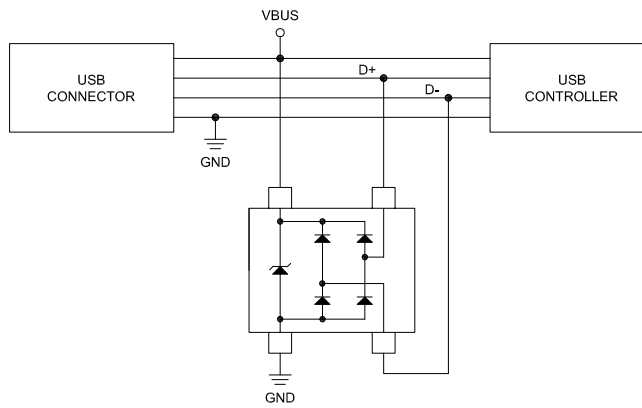 VBUS
USB
CONNECTOR
D+
D-
USB
CONTROLLER
GND
GND